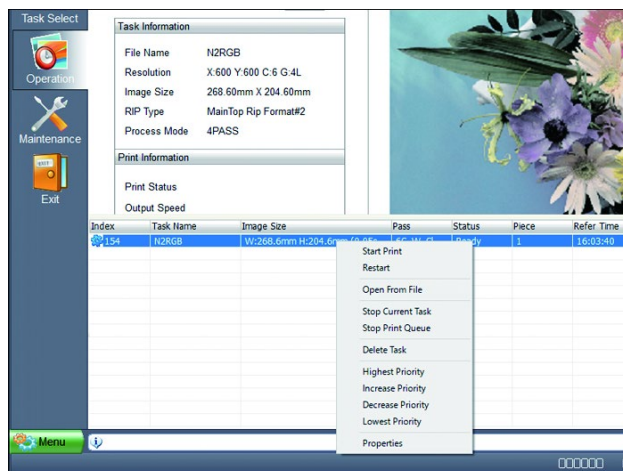 Task Select
Operation
Maintenance
EXIT
Exit
Task Information
File Name N2RGB
Resolution X:600 Y:600 C:6 G:4L
Image Size 268.60mm X 204.60mm
RIP Type MainTop Rip Format#2
Process Mode 4PASS
Print Information
Print Status
Output Speed
Index Task Name Image Size Pass Status Piece Refer Time
154 N2RGB W:268.6mm H:204.6mm Ready 1 16:03:40
Start Print
Restart
Open From File
Stop Current Task
Stop Print Queue
Delete Task
Highest Priority
Increase Priority
Decrease Priority
Lowest Priority
Properties
Menu